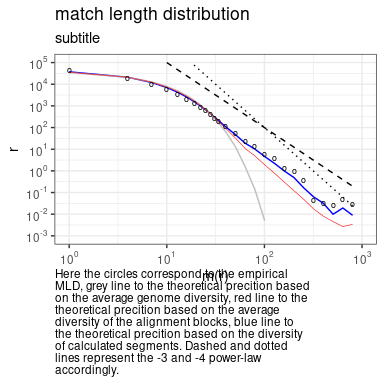 match length distribution
subtitle
10^5
10^4
10^3
10^2
10^1
10^0
10^-1
10^-2
10^-3
r
10^0 10^1 10^2 10^3
m(r)
Here the circles correspond to the empirical
MLD, grey line to the theoretical precition based
on the average genome diversity, red line to the
theoretical precition based on the average
diversity of the alignment blocks, blue line to
the theoretical precition based on the diversity
of calculated segments. Dashed and dotted
lines represent the -3 and -4 power-law
accordingly.